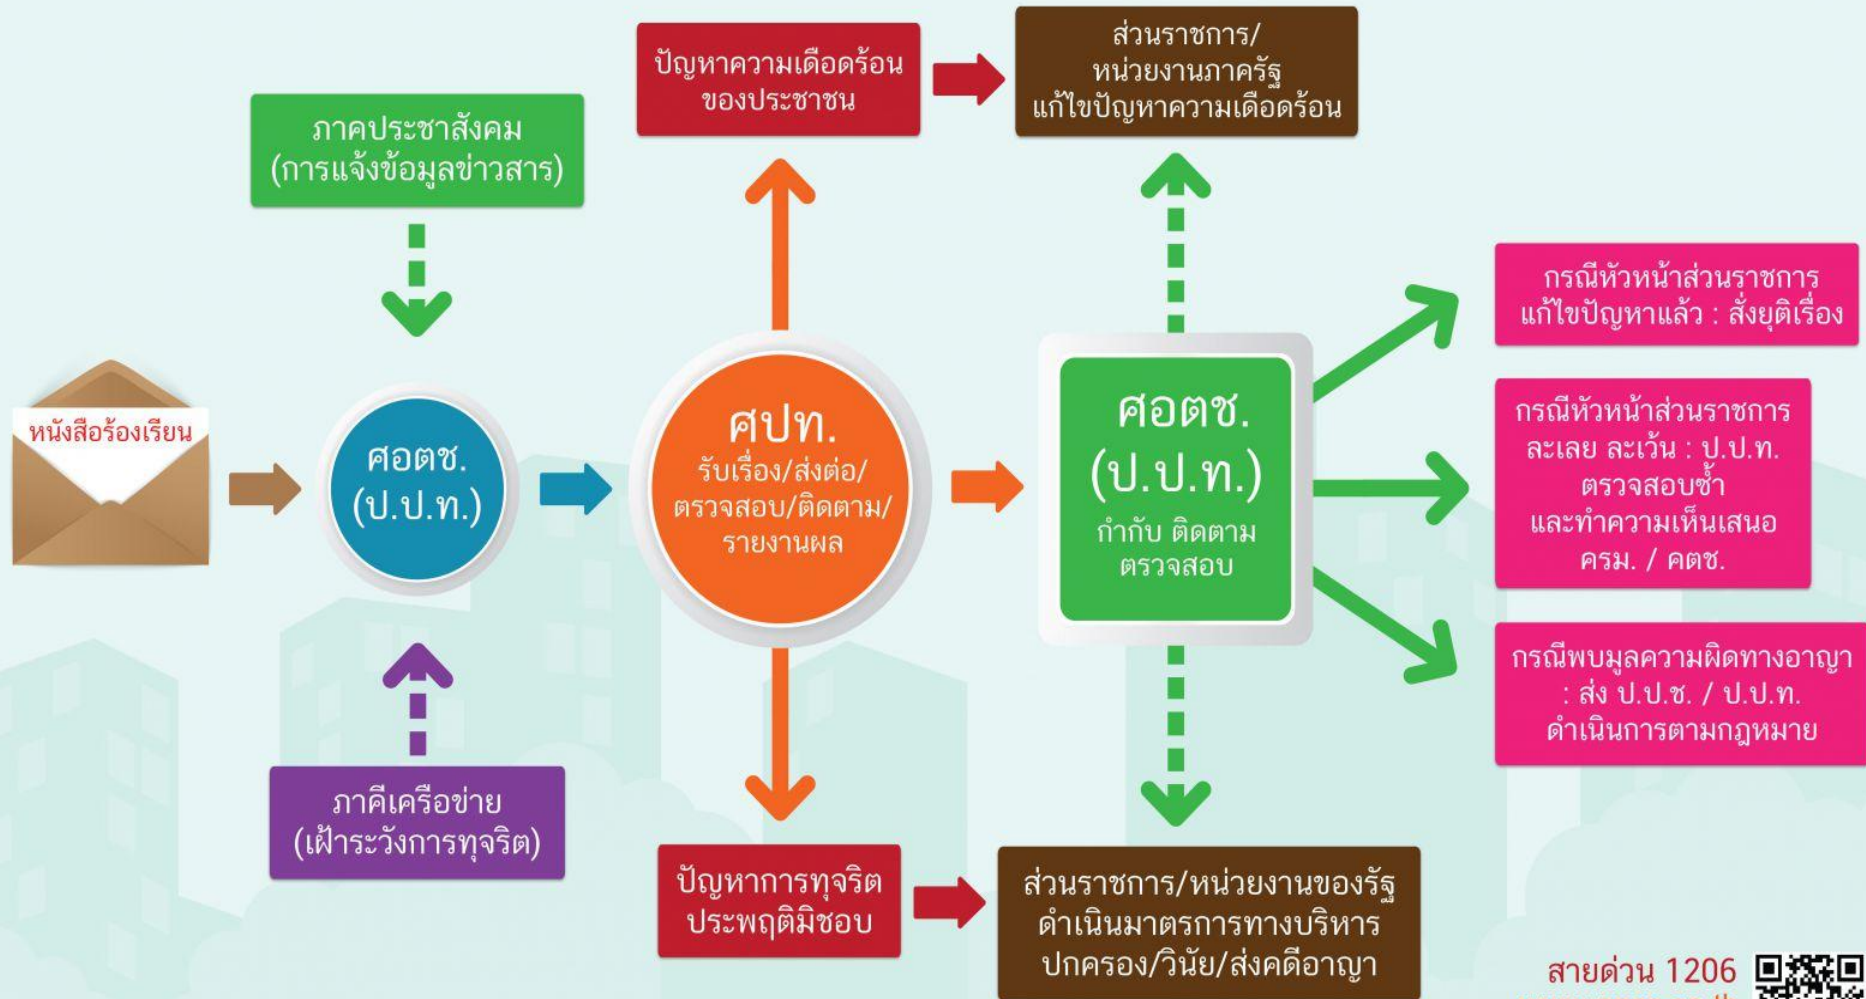 ปัญหาความเดือดร้อน
ของประชาชน
ส่วนราชการ/
หน่วยงานภาครัฐ
แก้ไขปัญหาความเดือดร้อน
ภาคประชาสังคม
(การแจ้งข้อมูลข่าวสาร)
หนังสือร้องเรียน
ศอตช.
(ป.ป.ท.)
ศปท.
รับเรื่อง/ส่งต่อ/
ตรวจสอบ/ติดตาม/
รายงานผล
ศอตช.
(ป.ป.ท.)
กำกับ ติดตาม
ตรวจสอบ
กรณีหัวหน้าส่วนราชการ
แก้ไขปัญหาแล้ว : สั่งยุติเรื่อง
กรณีหัวหน้าส่วนราชการ
ละเลย ละเว้น : ป.ป.ท.
ตรวจสอบซ้ำ
และทำความเห็นเสนอ
ครม. / คตช.
กรณีพบมูลความผิดทางอาญา
: ส่ง ป.ป.ช. / ป.ป.ท.
ดำเนินการตามกฎหมาย
ภาคีเครือข่าย
(เฝ้าระวังการทุจริต)
ปัญหาการทุจริต
ประพฤติมิชอบ
ส่วนราชการ/หน่วยงานของรัฐ
ดำเนินมาตรการทางบริหาร
ปกครอง/วินัย/ส่งคดีอาญา
สายด่วน 1206